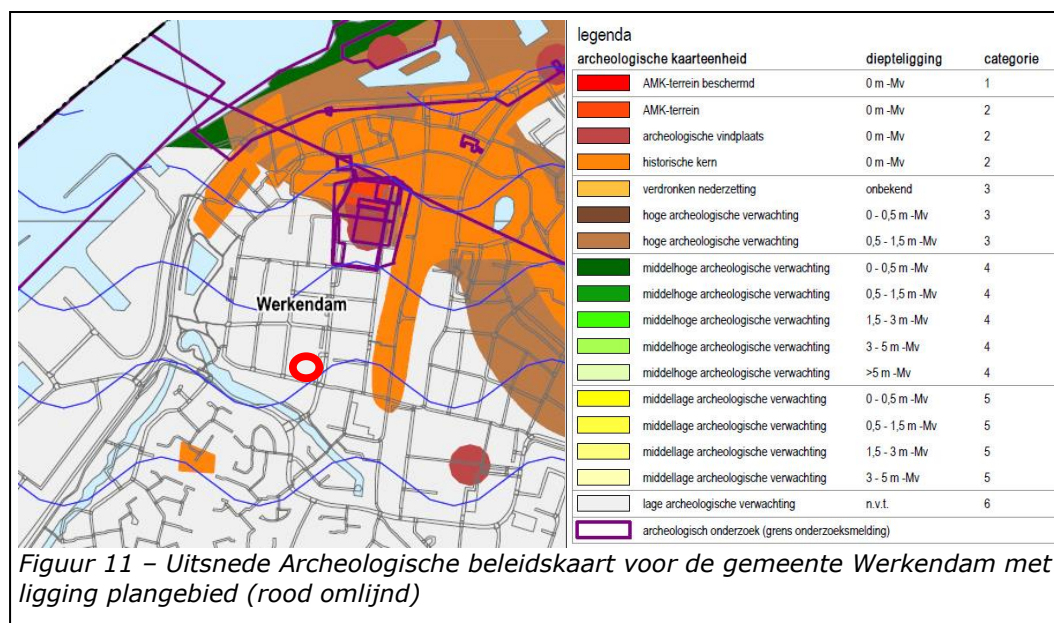 Werkendam
legenda
archeologische kaarteenheid diepteligging categorie
AMK-terrein beschermd 0 m -Mv 1
AMK-terrein 0 m -Mv 2
archeologische vindplaats 0 m -Mv 2
historische kern 0 m -Mv 2
verdronken nederzetting onbekend 3
hoge archeologische verwachting 0 - 0,5 m -Mv 3
hoge archeologische verwachting 0,5 - 1,5 m -Mv 3
middelhoge archeologische verwachting 0 - 0,5 m -Mv 4
middelhoge archeologische verwachting 0,5 - 1,5 m -Mv 4
middelhoge archeologische verwachting 1,5 - 3 m -Mv 4
middelhoge archeologische verwachting 3 - 5 m -Mv 4
middelhoge archeologische verwachting >5 m -Mv 4
middellage archeologische verwachting 0 - 0,5 m -Mv 5
middellage archeologische verwachting 0,5 - 1,5 m -Mv 5
middellage archeologische verwachting 1,5 - 3 m -Mv 5
middellage archeologische verwachting 3 - 5 m -Mv 5
lage archeologische verwachting n.v.t. 6
archeologisch onderzoek (grens onderzoeksmelding)
Figuur 11 – Uitsnede Archeologische beleidskaart voor de gemeente Werkendam met
ligging plangebied (rood omlijnd)